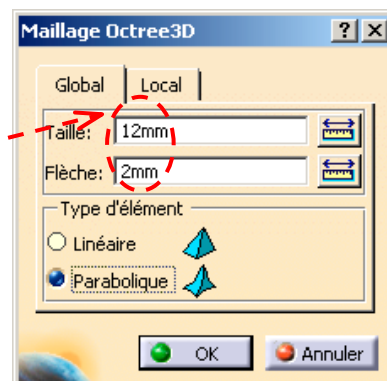 Maillage Octree3D
Global Local
Taille: 12mm
Flèche: 2mm
Type d'élément
Linéaire
Parabolique
OK Annuler